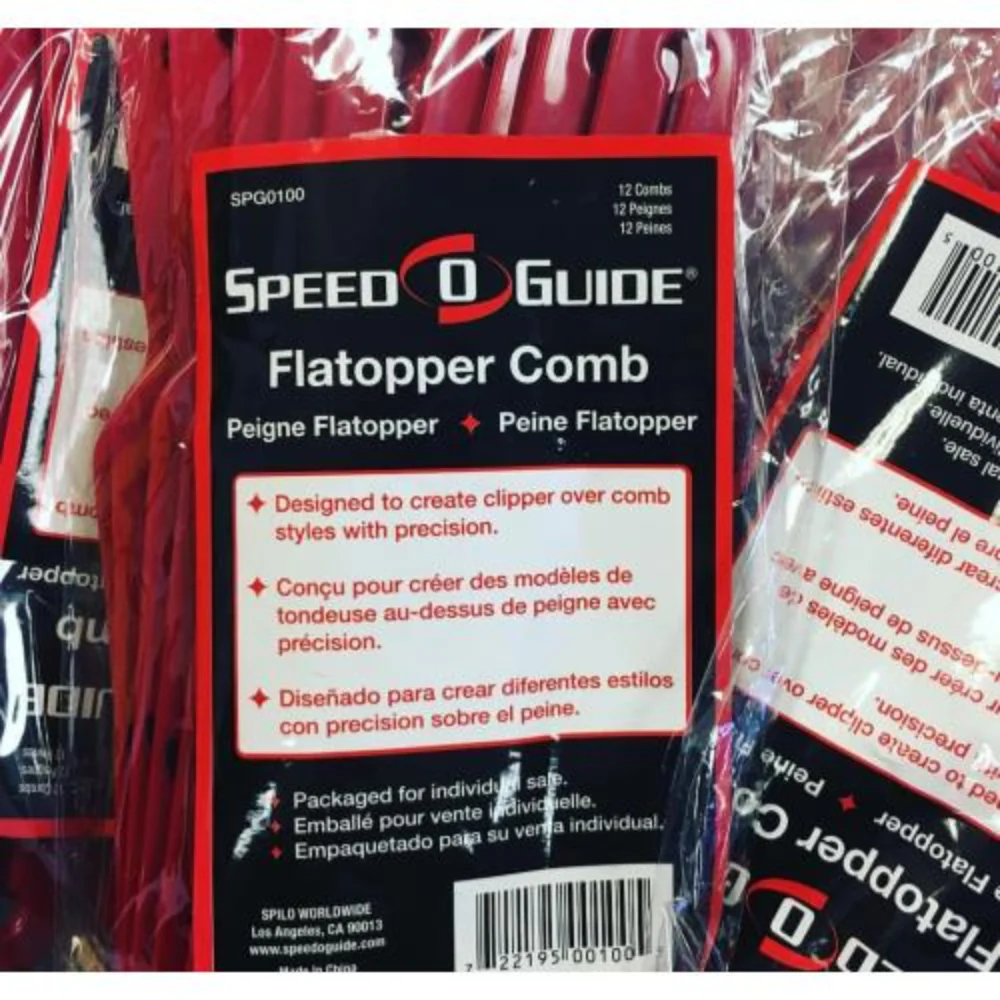 SPG0100
12 Combs
12 Peignes
12 Peines
SPEED O GUIDE®
Flatopper Comb
Peigne Flatopper ✦ Peine Flatopper
✦ Designed to create clipper over comb
styles with precision.
✦ Conçu pour créer des modèles de
tondeuse au-dessus de peigne avec
précision.
✦ Diseñado para crear diferentes estilos
con precision sobre el peine.
✦ Packaged for individual sale.
✦ Emballé pour vente individuelle.
✦ Empaquetado para su venta individual.
SPILO WORLDWIDE
Los Angeles, CA 90013
www.speedoguide.com
Made in China
7 22195 00100 5